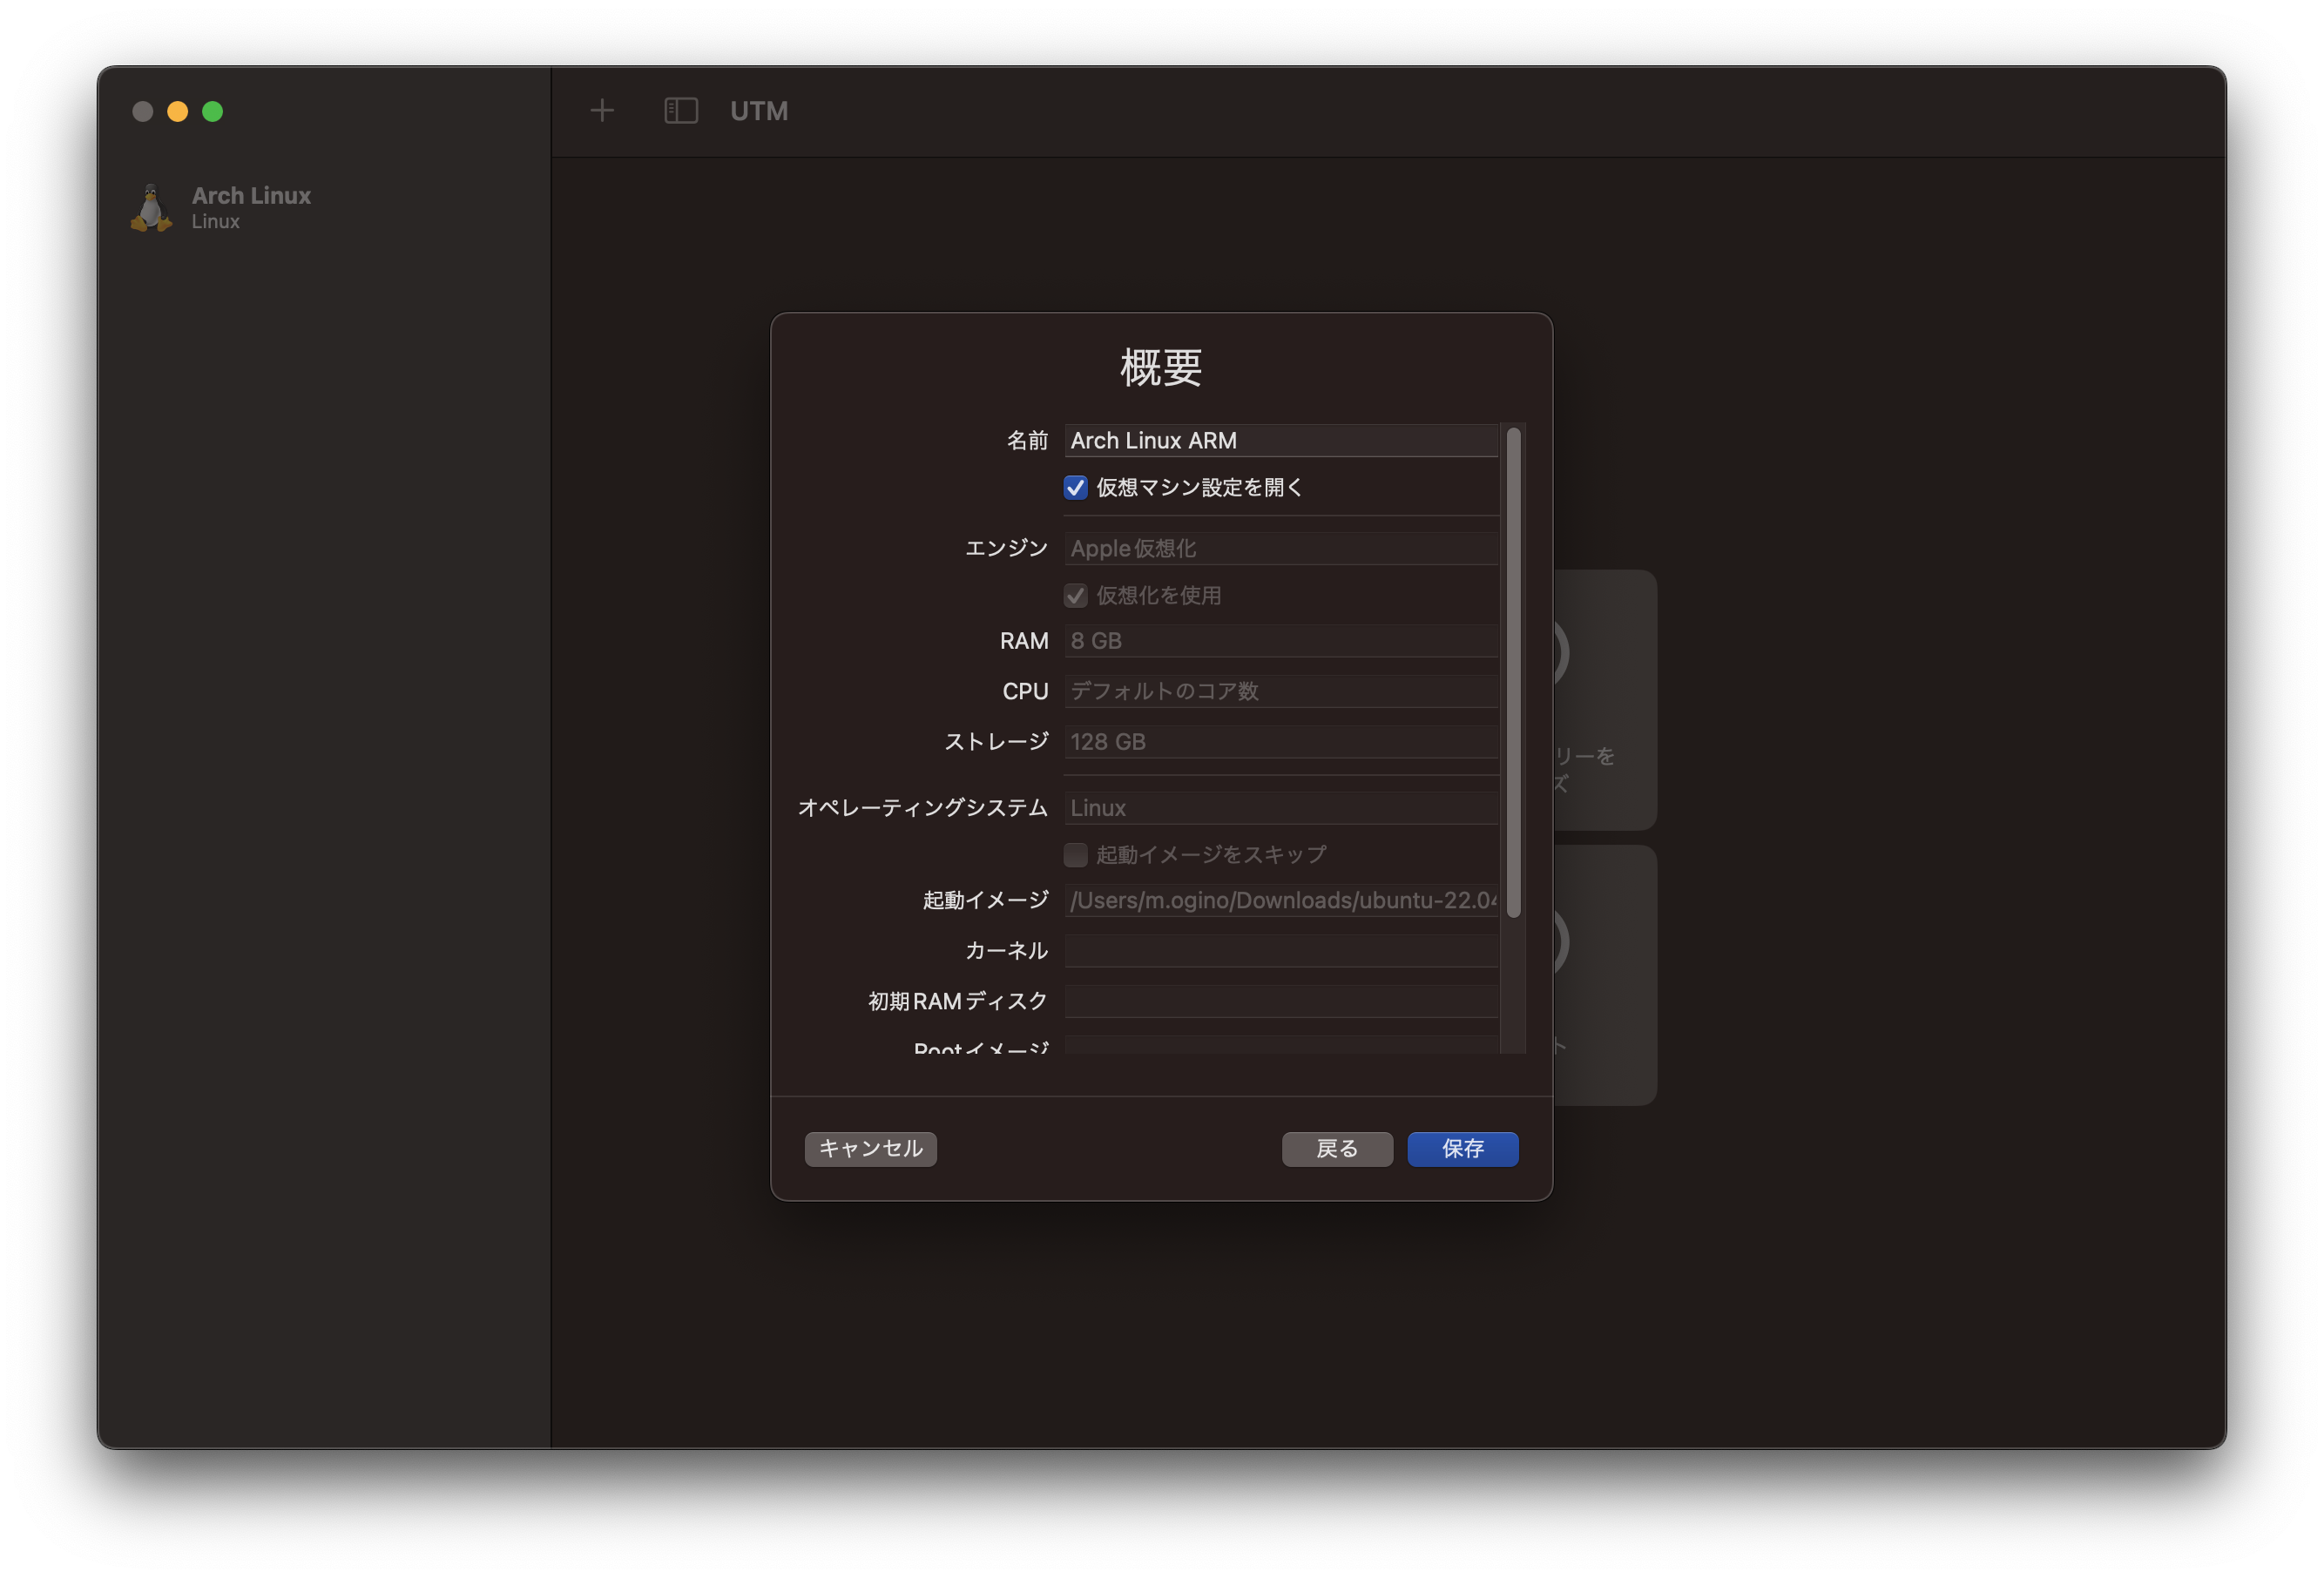 UTM
Arch Linux
Linux
概要
名前 Arch Linux ARM
仮想マシン設定を開く
エンジン Apple仮想化
仮想化を使用
RAM 8 GB
CPU デフォルトのコア数
ストレージ 128 GB
オペレーティングシステム Linux
起動イメージをスキップ
起動イメージ /Users/m.ogino/Downloads/ubuntu-22.04
カーネル
初期RAMディスク
Rootイメージ
リーを
ズ
ト
キャンセル 戻る 保存